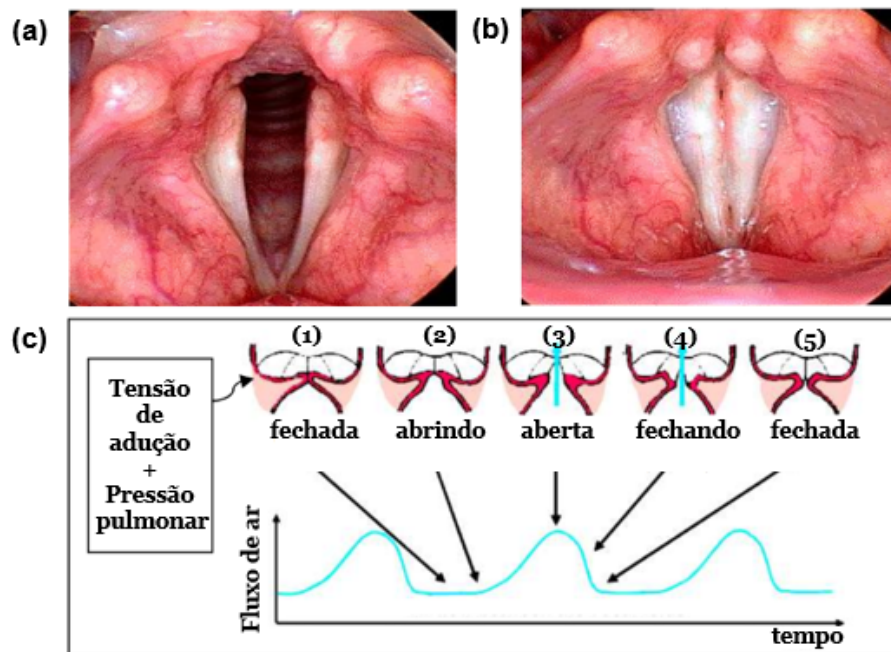 (a)
(b)
(c)
(1) (2) (3) (4) (5)
Tensão
de
adução
+
Pressão
pulmonar
fechada abrindo aberta fechando fechada
Fluxo de ar
tempo